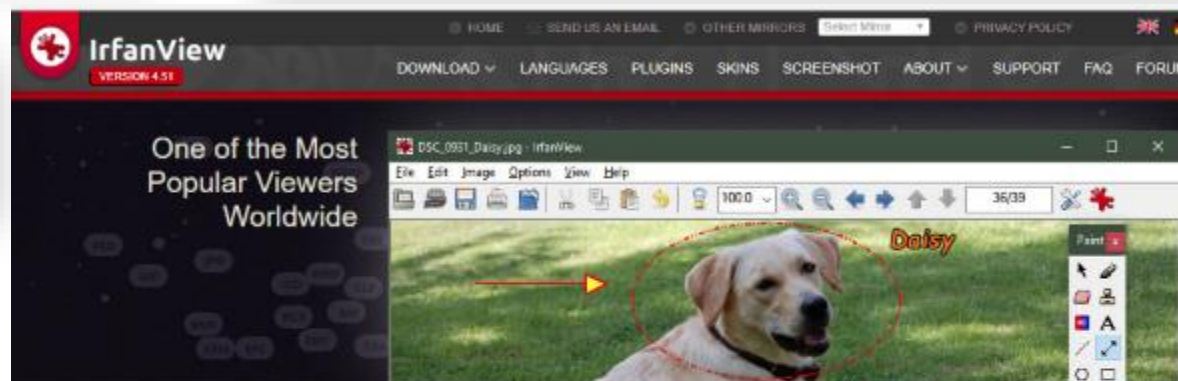 HOME SEND US AN EMAIL OTHER MIRRORS Select Mirror PRIVACY POLICY
IrfanView
VERSION 4.51
DOWNLOAD LANGUAGES PLUGINS SKINS SCREENSHOT ABOUT SUPPORT FAQ FORU
One of the Most
Popular Viewers
Worldwide
DSC_0931_Daisy.jpg - IrfanView
File Edit Image Options View Help
100.0
36/39
Daisy
Paint
A